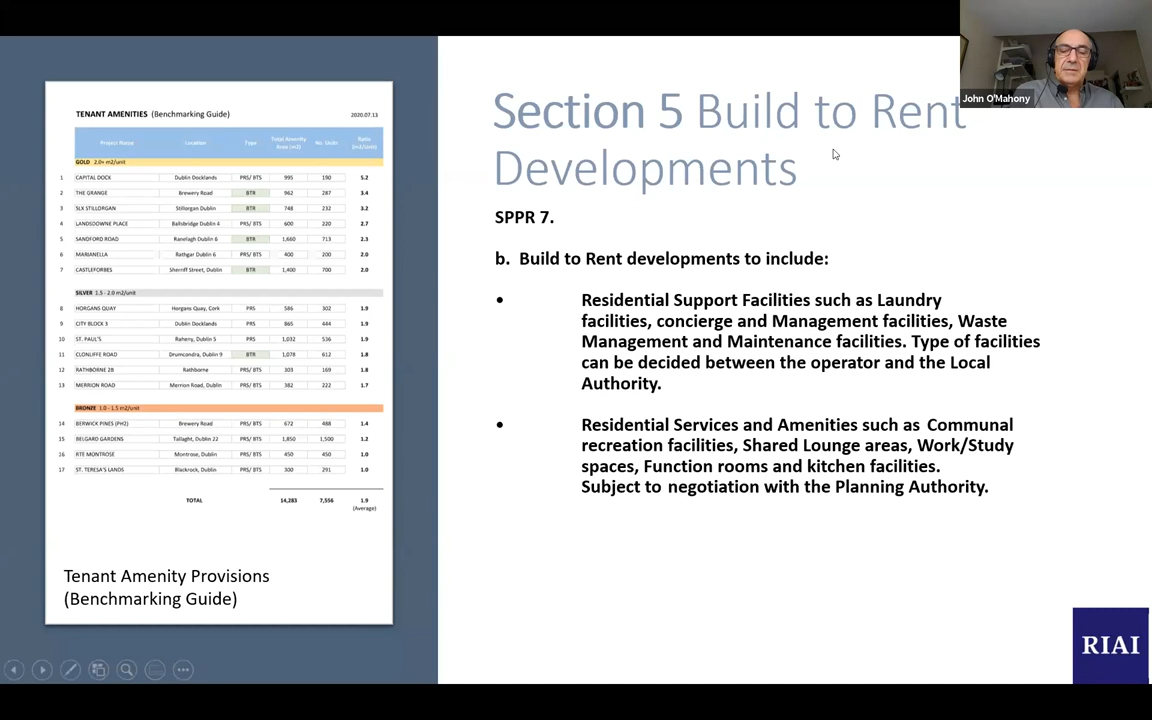 John O'Mahony
TENANT AMENITIES (Benchmarking Guide) 2020.07.13
Project Name Location Type Total Amenity Area (m2) No. Units Ratio (m2/unit)
GOLD 2.0+ m2/unit
1 CAPITAL DOCK Dublin Docklands PRS/ BTS 995 190 5.2
2 THE GRANGE Brewery Road BTR 962 287 3.4
3 SLX STILLORGAN Stillorgan Dublin BTR 748 232 3.2
4 LANDSDOWNE PLACE Ballsbridge Dublin 4 PRS/ BTS 600 220 2.7
5 SANDFORD ROAD Ranelagh Dublin 6 BTR 1,660 713 2.3
6 MARIANELLA Rathgar Dublin 6 PRS/ BTS 400 200 2.0
7 CASTLEFORBES Sherriff Street, Dublin BTR 1,400 700 2.0
SILVER 1.5 - 2.0 m2/unit
8 HORGANS QUAY Horgans Quay, Cork PRS 586 302 1.9
9 CITY BLOCK 3 Dublin Docklands PRS 865 444 1.9
10 ST. PAUL'S Raheny, Dublin 5 PRS 1,032 536 1.9
11 CLONLIFFE ROAD Drumcondra, Dublin 9 BTR 1,078 612 1.8
12 RATHBORNE 2B Rathborne PRS/ BTS 303 169 1.8
13 MERRION ROAD Merrion Road, Dublin PRS/ BTS 382 222 1.7
BRONZE 1.0 - 1.5 m2/unit
14 BERWICK PINES (PH2) Brewery Road PRS/ BTS 672 488 1.4
15 BELGARD GARDENS Tallaght, Dublin 22 PRS/ BTS 1,850 1,500 1.2
16 RTE MONTROSE Montrose, Dublin PRS/ BTS 450 450 1.0
17 ST. TERESA'S LANDS Blackrock, Dublin PRS/ BTS 300 291 1.0
TOTAL 14,283 7,556 1.9
(Average)
Tenant Amenity Provisions
(Benchmarking Guide)
Section 5 Build to Rent
Developments
SPPR 7.
b. Build to Rent developments to include:
• Residential Support Facilities such as Laundry
facilities, concierge and Management facilities, Waste
Management and Maintenance facilities. Type of facilities
can be decided between the operator and the Local
Authority.
• Residential Services and Amenities such as Communal
recreation facilities, Shared Lounge areas, Work/Study
spaces, Function rooms and kitchen facilities.
Subject to negotiation with the Planning Authority.
RIAI